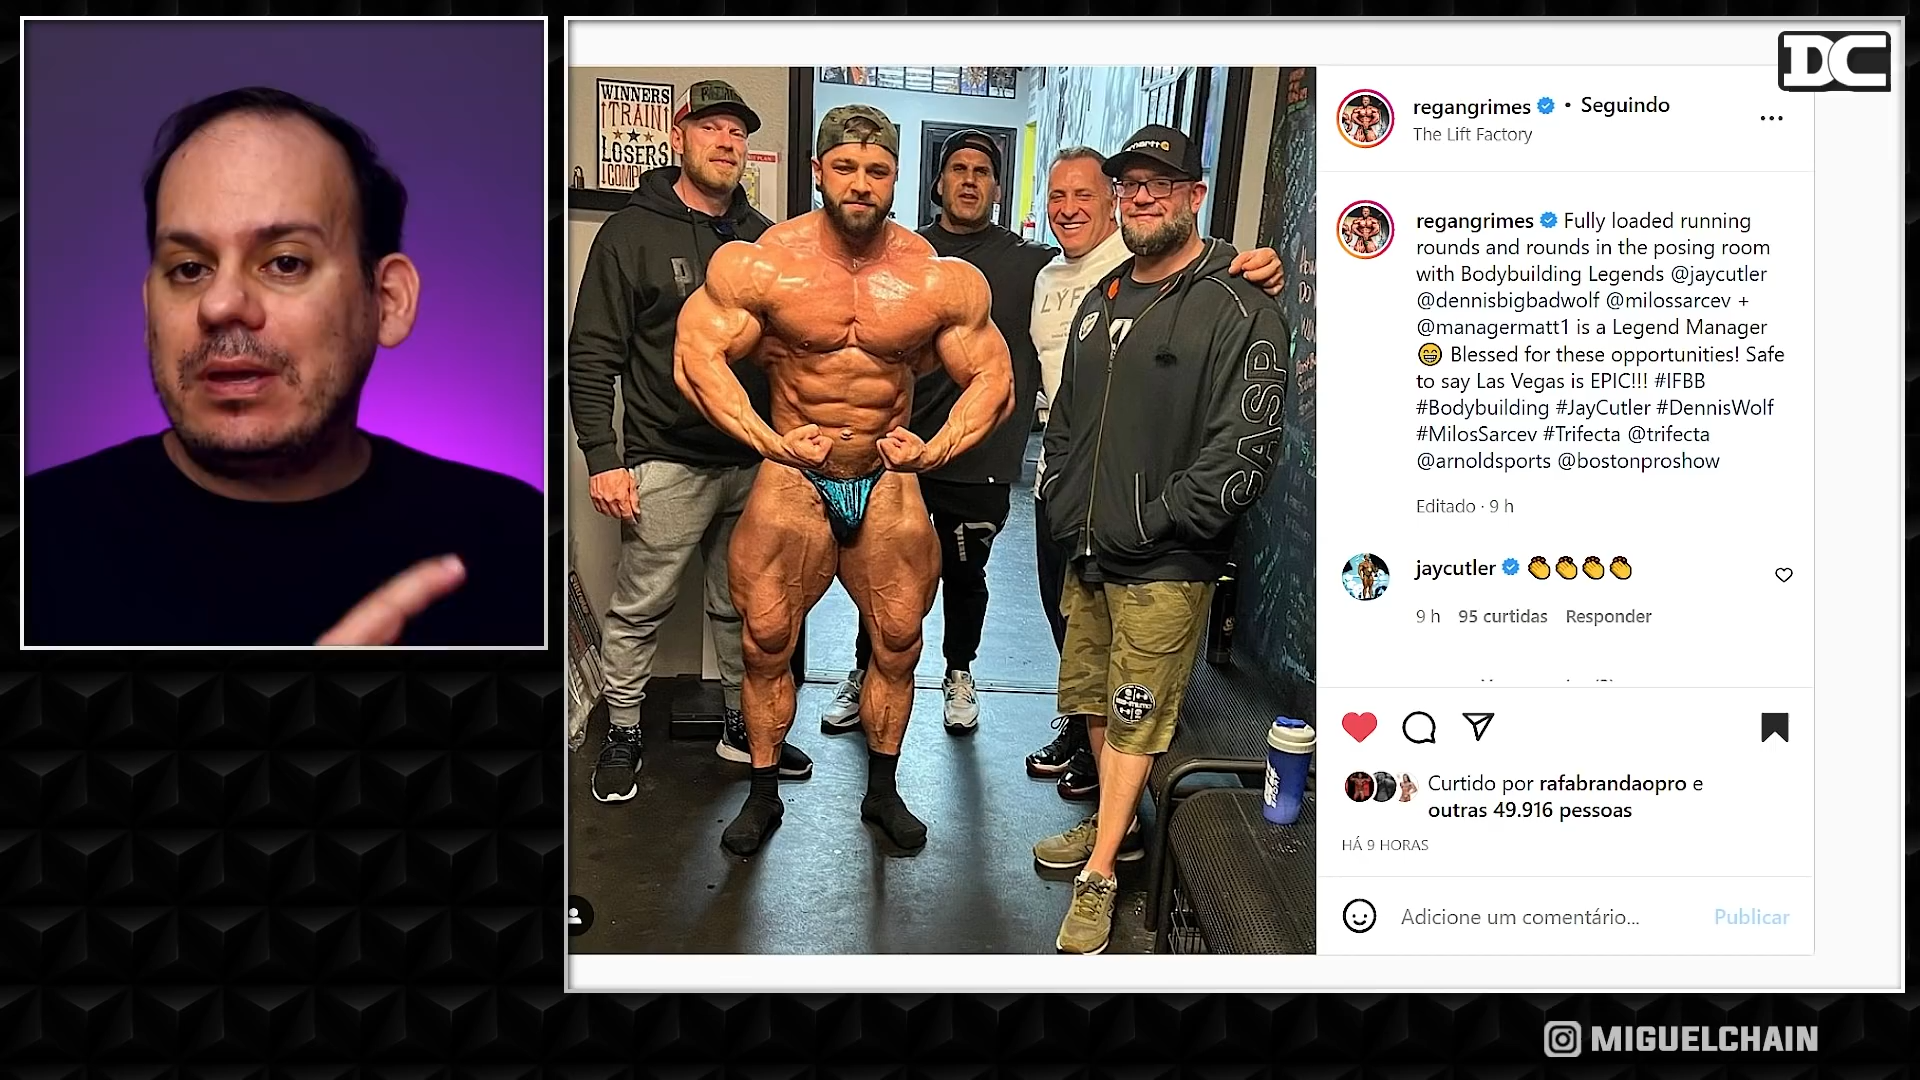 DC
WINNERS
TRAIN
LOSERS
LYFT
carhartt
GASP
regangrimes • Seguindo
The Lift Factory
regangrimes Fully loaded running
rounds and rounds in the posing room
with Bodybuilding Legends @jaycutler
@dennisbigbadwolf @milossarcev +
@managermatt1 is a Legend Manager
😁 Blessed for these opportunities! Safe
to say Las Vegas is EPIC!!! #IFBB
#Bodybuilding #JayCutler #DennisWolf
#MilosSarcev #Trifecta @trifecta
@arnoldsports @bostonproshow
Editado · 9 h
jaycutler 👏👏👏👏
9 h 95 curtidas Responder
Curtido por rafabrandaopro e
outras 49.916 pessoas
HÁ 9 HORAS
Adicione um comentário... Publicar
MIGUELCHAIN